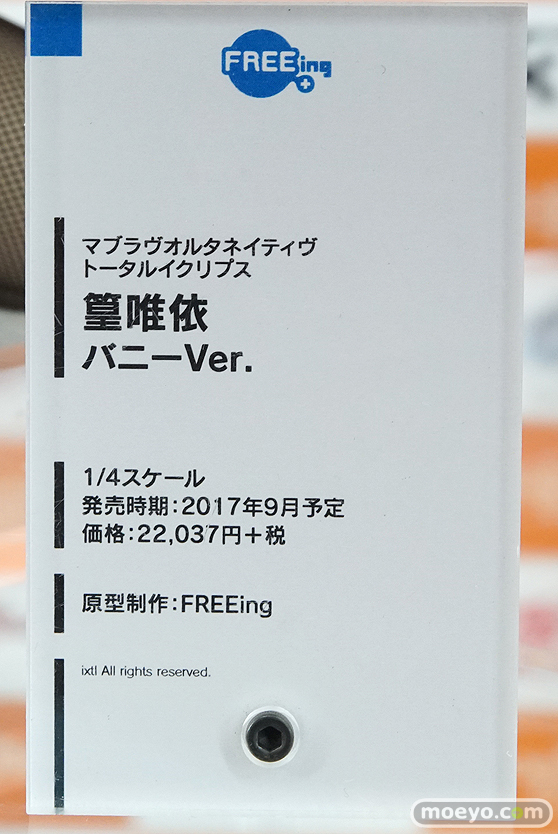 FREEing
マブラヴオルタネイティヴ
トータルイクリプス
篁唯依
バニーVer.
1/4スケール
発売時期:2017年9月予定
価格:22,037円+税
原型制作:FREEing
ixtl All rights reserved.
moeyo.com